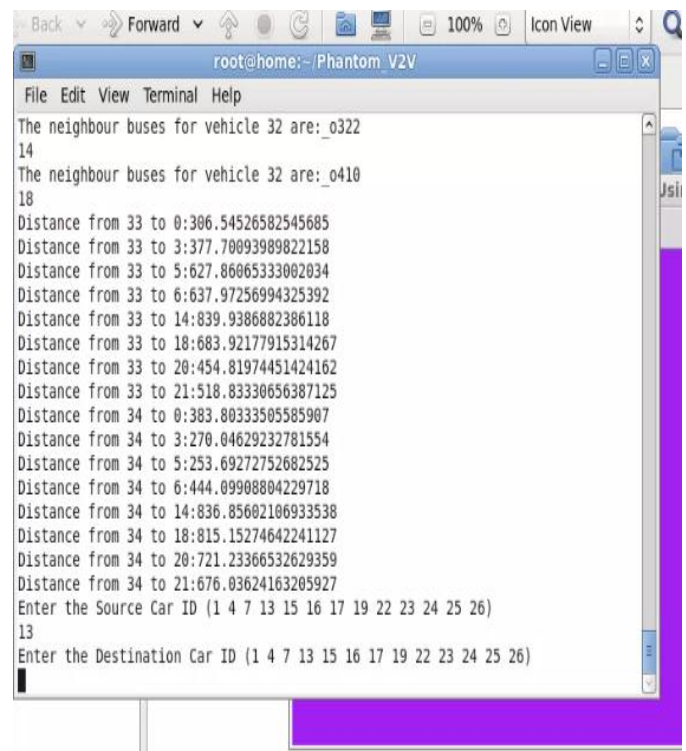 Back Forward 100% Icon View
root@home:~/Phantom_V2V
File Edit View Terminal Help
The neighbour buses for vehicle 32 are:_o322
14
The neighbour buses for vehicle 32 are:_o410
18
Distance from 33 to 0:306.54526582545685
Distance from 33 to 3:377.70093989822158
Distance from 33 to 5:627.86065333002034
Distance from 33 to 6:637.97256994325392
Distance from 33 to 14:839.9386882386118
Distance from 33 to 18:683.92177915314267
Distance from 33 to 20:454.81974451424162
Distance from 33 to 21:518.83330656387125
Distance from 34 to 0:383.80333505585907
Distance from 34 to 3:270.04629232781554
Distance from 34 to 5:253.69272752682525
Distance from 34 to 6:444.09908804229718
Distance from 34 to 14:836.85602106933538
Distance from 34 to 18:815.15274642241127
Distance from 34 to 20:721.23366532629359
Distance from 34 to 21:676.03624163205927
Enter the Source Car ID (1 4 7 13 15 16 17 19 22 23 24 25 26)
13
Enter the Destination Car ID (1 4 7 13 15 16 17 19 22 23 24 25 26)